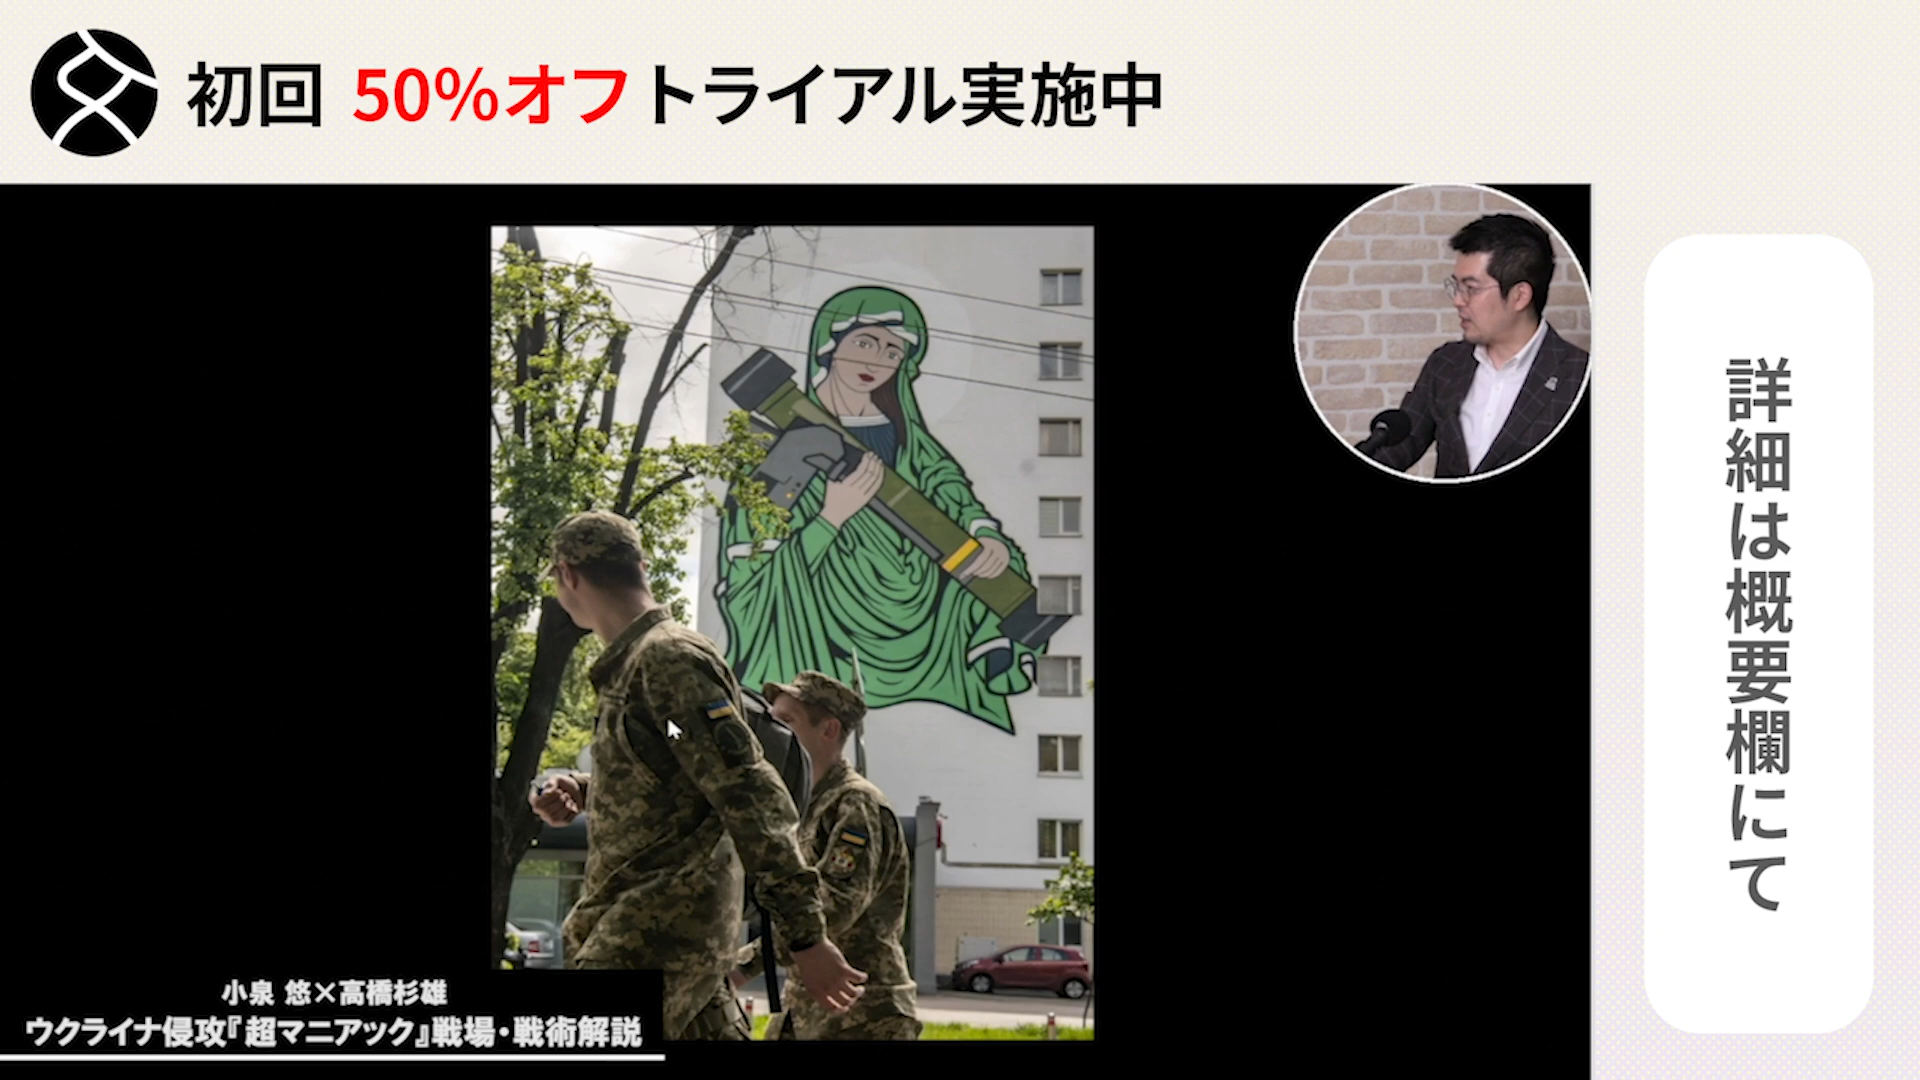 初回 50%オフトライアル実施中
詳細は概要欄にて
小泉 悠×高橋杉雄
ウクライナ侵攻『超マニアック』戦場・戦術解説